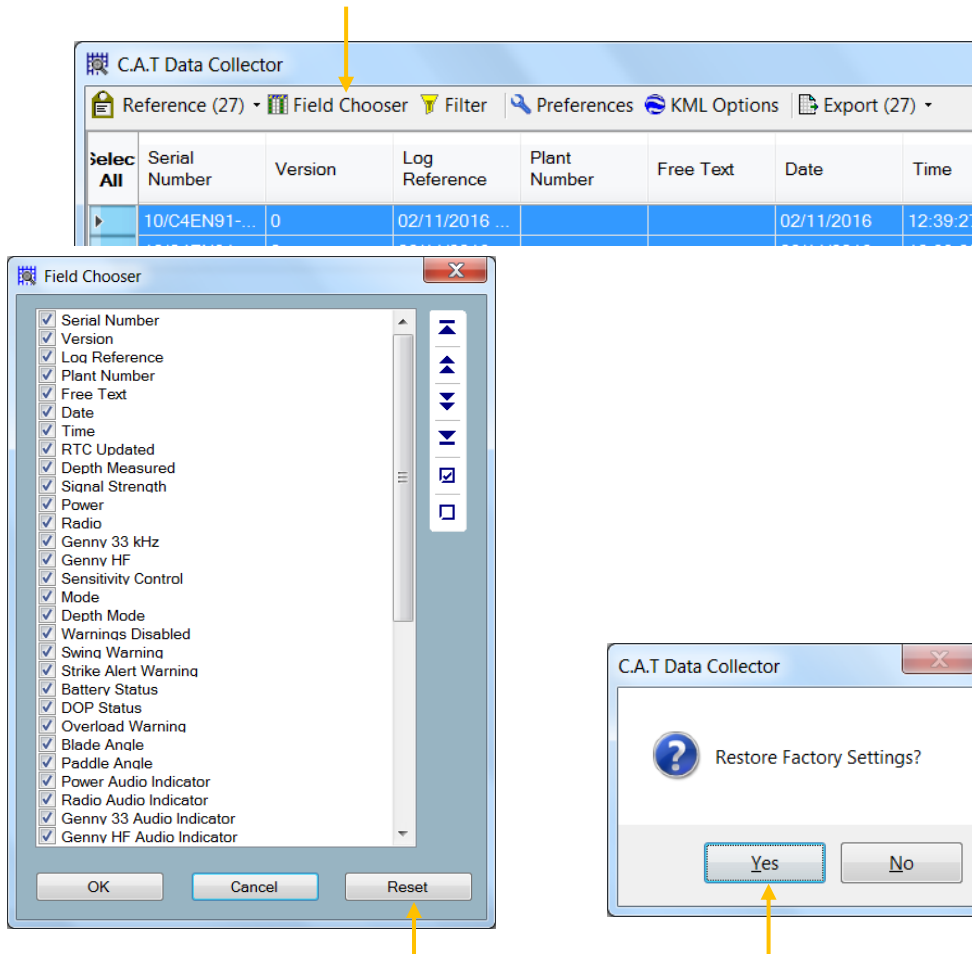 C.A.T Data Collector
Reference (27) Field Chooser Filter Preferences KML Options Export (27)
Selec All Serial Number Version Log Reference Plant Number Free Text Date Time
10/C4EN91-... 0 02/11/2016 ... 02/11/2016 12:39:27
Field Chooser
Serial Number
Version
Log Reference
Plant Number
Free Text
Date
Time
RTC Updated
Depth Measured
Signal Strength
Power
Radio
Genny 33 kHz
Genny HF
Sensitivity Control
Mode
Depth Mode
Warnings Disabled
Swing Warning
Strike Alert Warning
Battery Status
DOP Status
Overload Warning
Blade Angle
Paddle Angle
Power Audio Indicator
Radio Audio Indicator
Genny 33 Audio Indicator
Genny HF Audio Indicator
OK Cancel Reset
C.A.T Data Collector
Restore Factory Settings?
Yes No